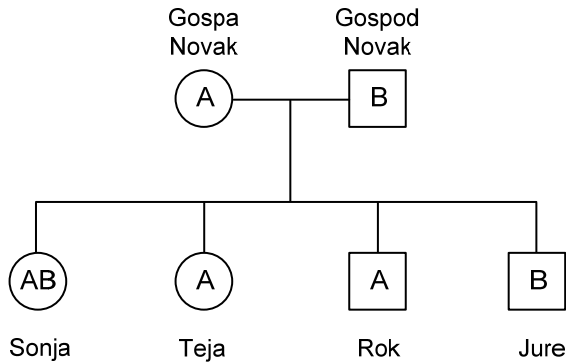 Gospa
Novak
Gospod
Novak
A
B
AB
A
A
B
Sonja
Teja
Rok
Jure